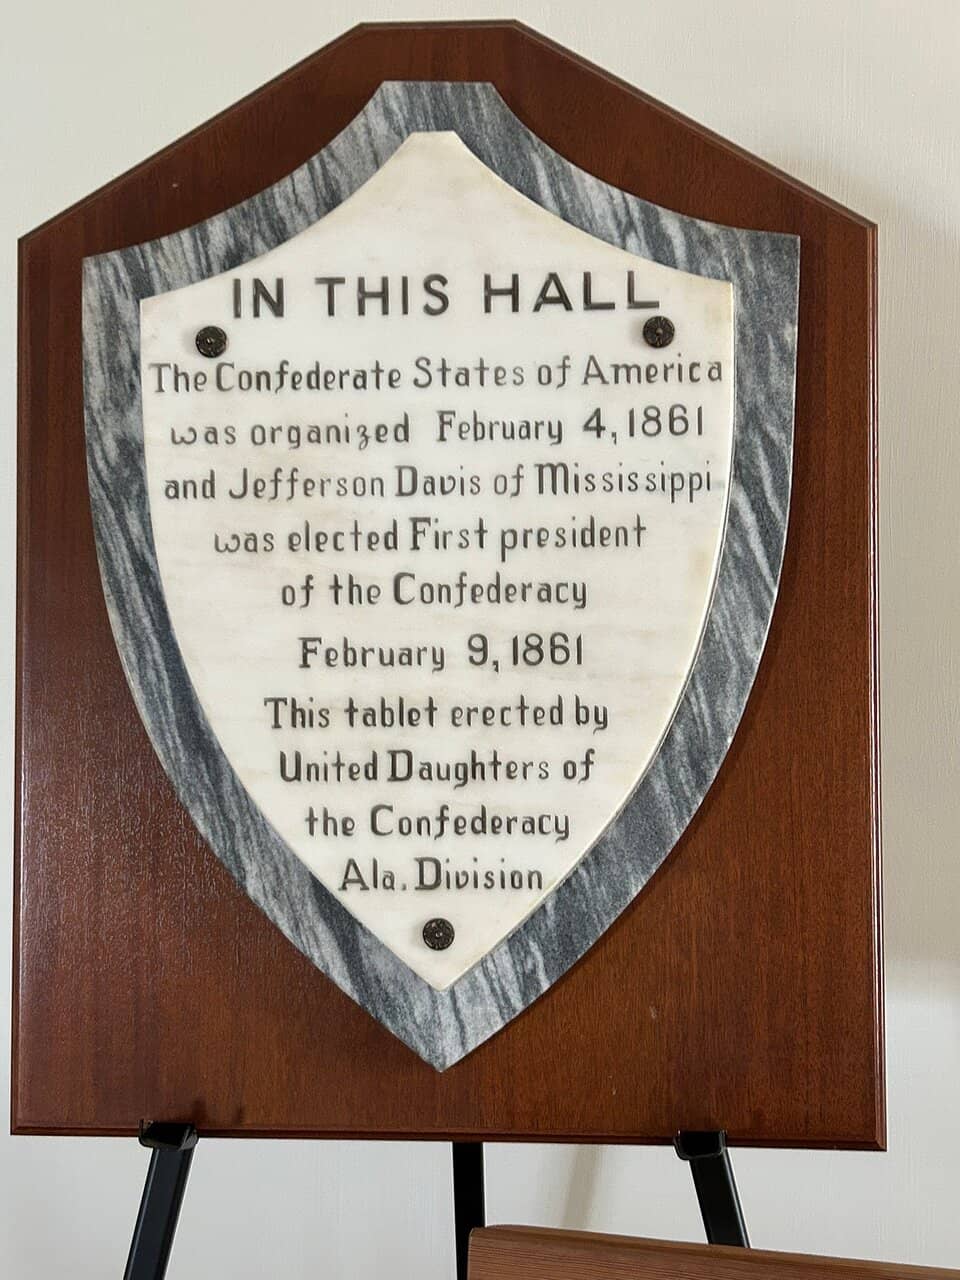 IN THIS HALL
The Confederate States of America
was organized February 4, 1861
and Jefferson Davis of Mississippi
was elected First president
of the Confederacy
February 9, 1861
This tablet erected by
United Daughters of
the Confederacy
Ala. Division